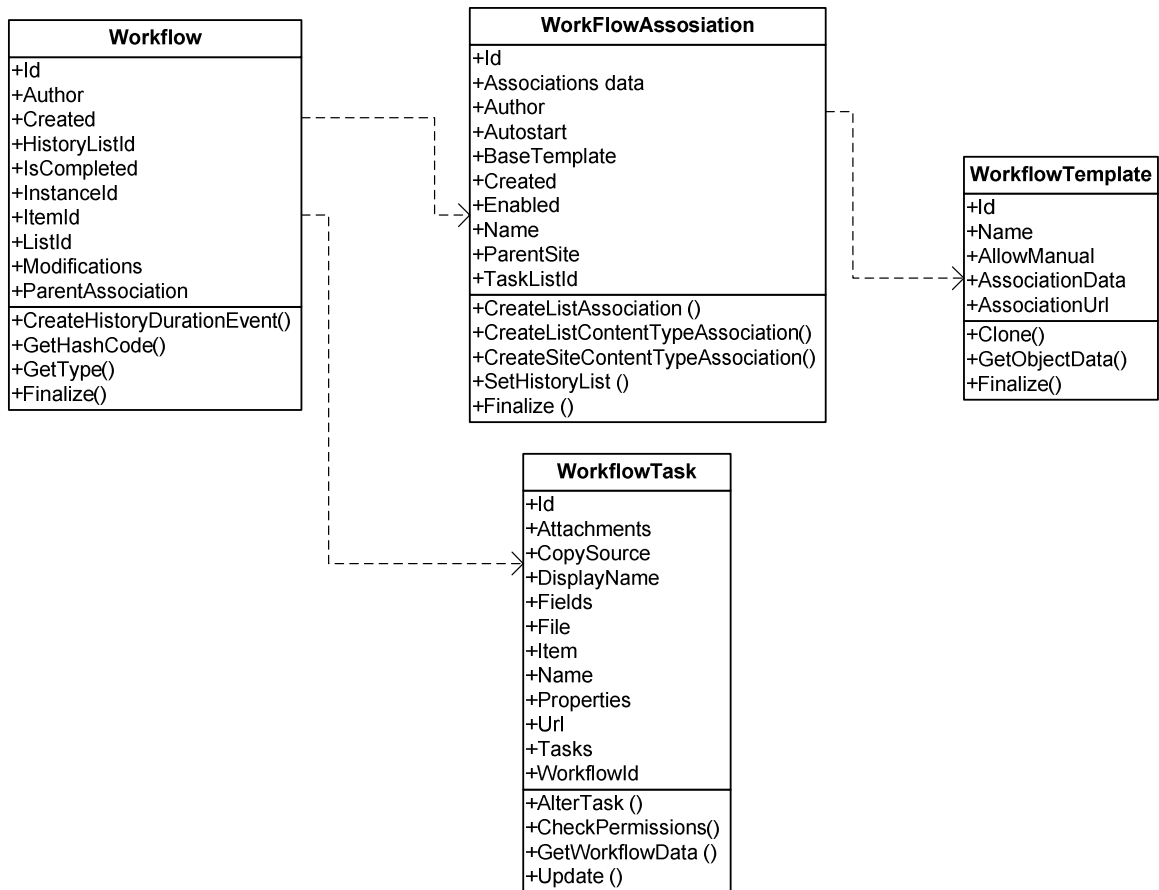 Workflow
+Id
+Author
+Created
+HistoryListId
+IsCompleted
+InstanceId
+ItemId
+ListId
+Modifications
+ParentAssociation
+CreateHistoryDurationEvent()
+GetHashCode()
+GetType()
+Finalize()
WorkFlowAssosiation
+Id
+Associations data
+Author
+Autostart
+BaseTemplate
+Created
+Enabled
+Name
+ParentSite
+TaskListId
+CreateListAssociation ()
+CreateListContentTypeAssociation()
+CreateSiteContentTypeAssociation()
+SetHistoryList ()
+Finalize ()
WorkflowTemplate
+Id
+Name
+AllowManual
+AssociationData
+AssociationUrl
+Clone()
+GetObjectData()
+Finalize()
WorkflowTask
+Id
+Attachments
+CopySource
+DisplayName
+Fields
+File
+Item
+Name
+Properties
+Url
+Tasks
+WorkflowId
+AlterTask ()
+CheckPermissions()
+GetWorkflowData ()
+Update ()